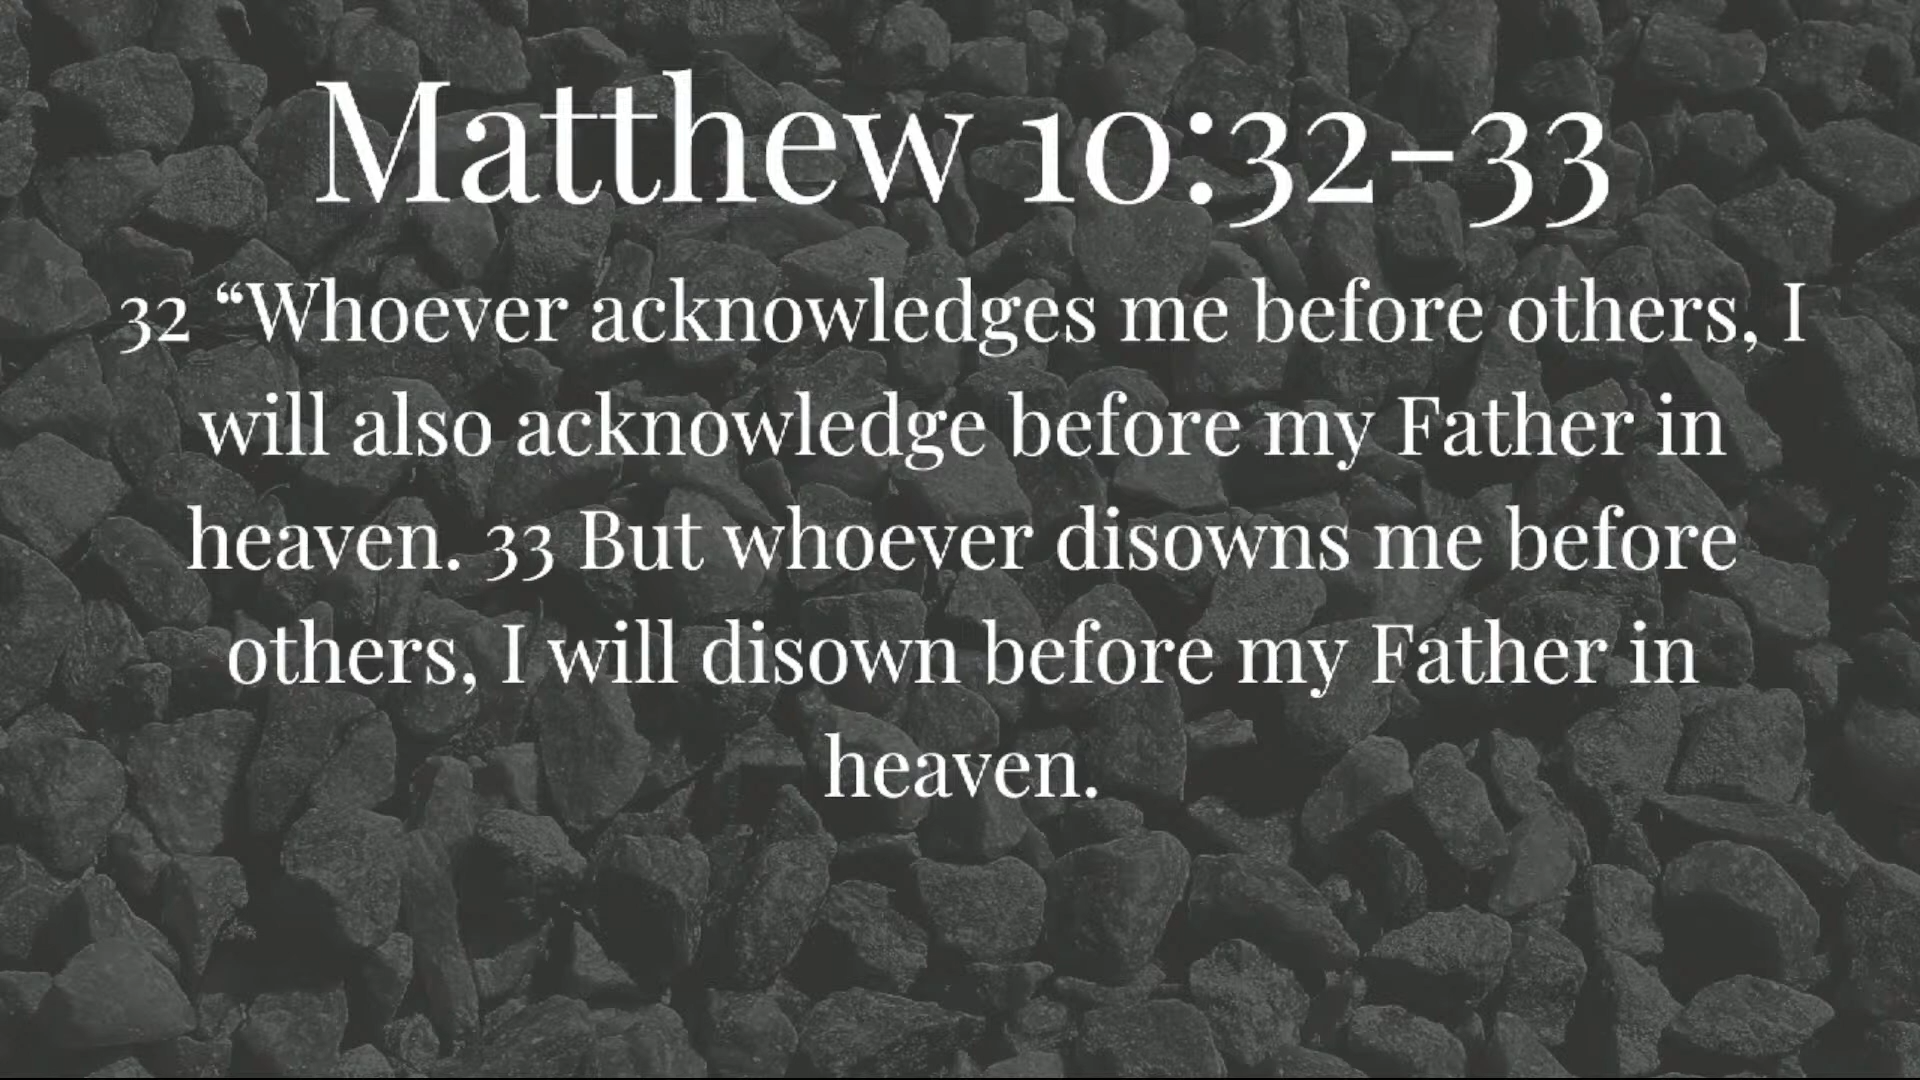 Matthew 10:32-33
32 “Whoever acknowledges me before others, I
will also acknowledge before my Father in
heaven. 33 But whoever disowns me before
others, I will disown before my Father in
heaven.